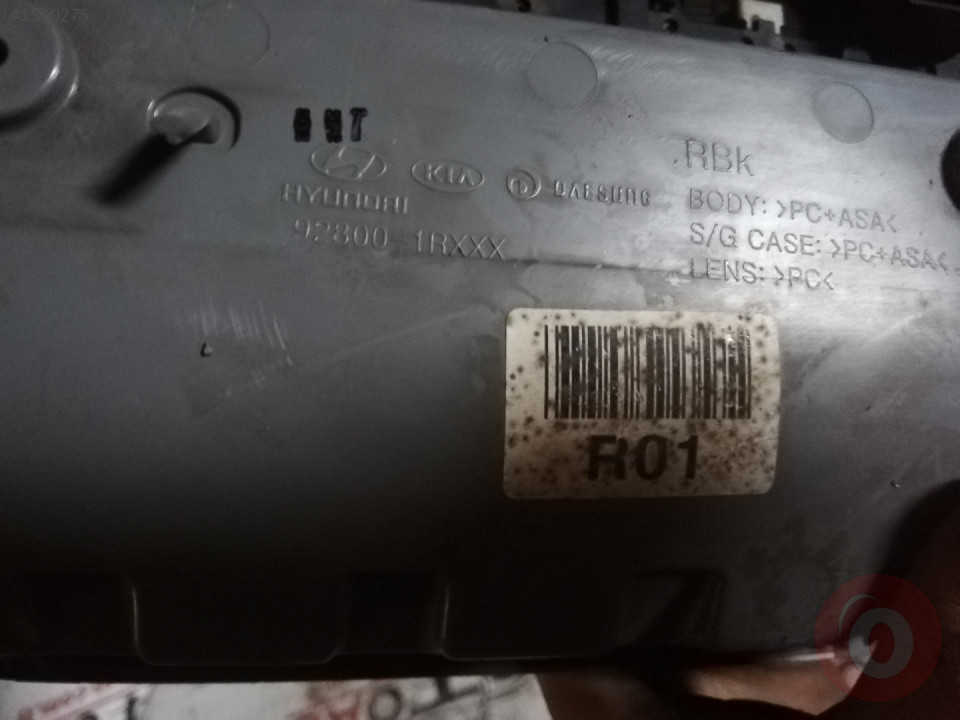 RBk
HYUNDAI KIA DAESUNG
92800-1RXXX
BODY: >PC+ASA<
S/G CASE: >PC+ASA<
LENS: >PC<
R01